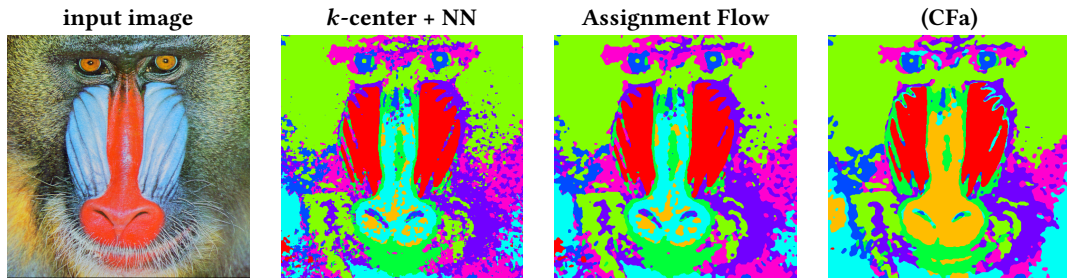 input image
k-center + NN
Assignment Flow
(CFa)